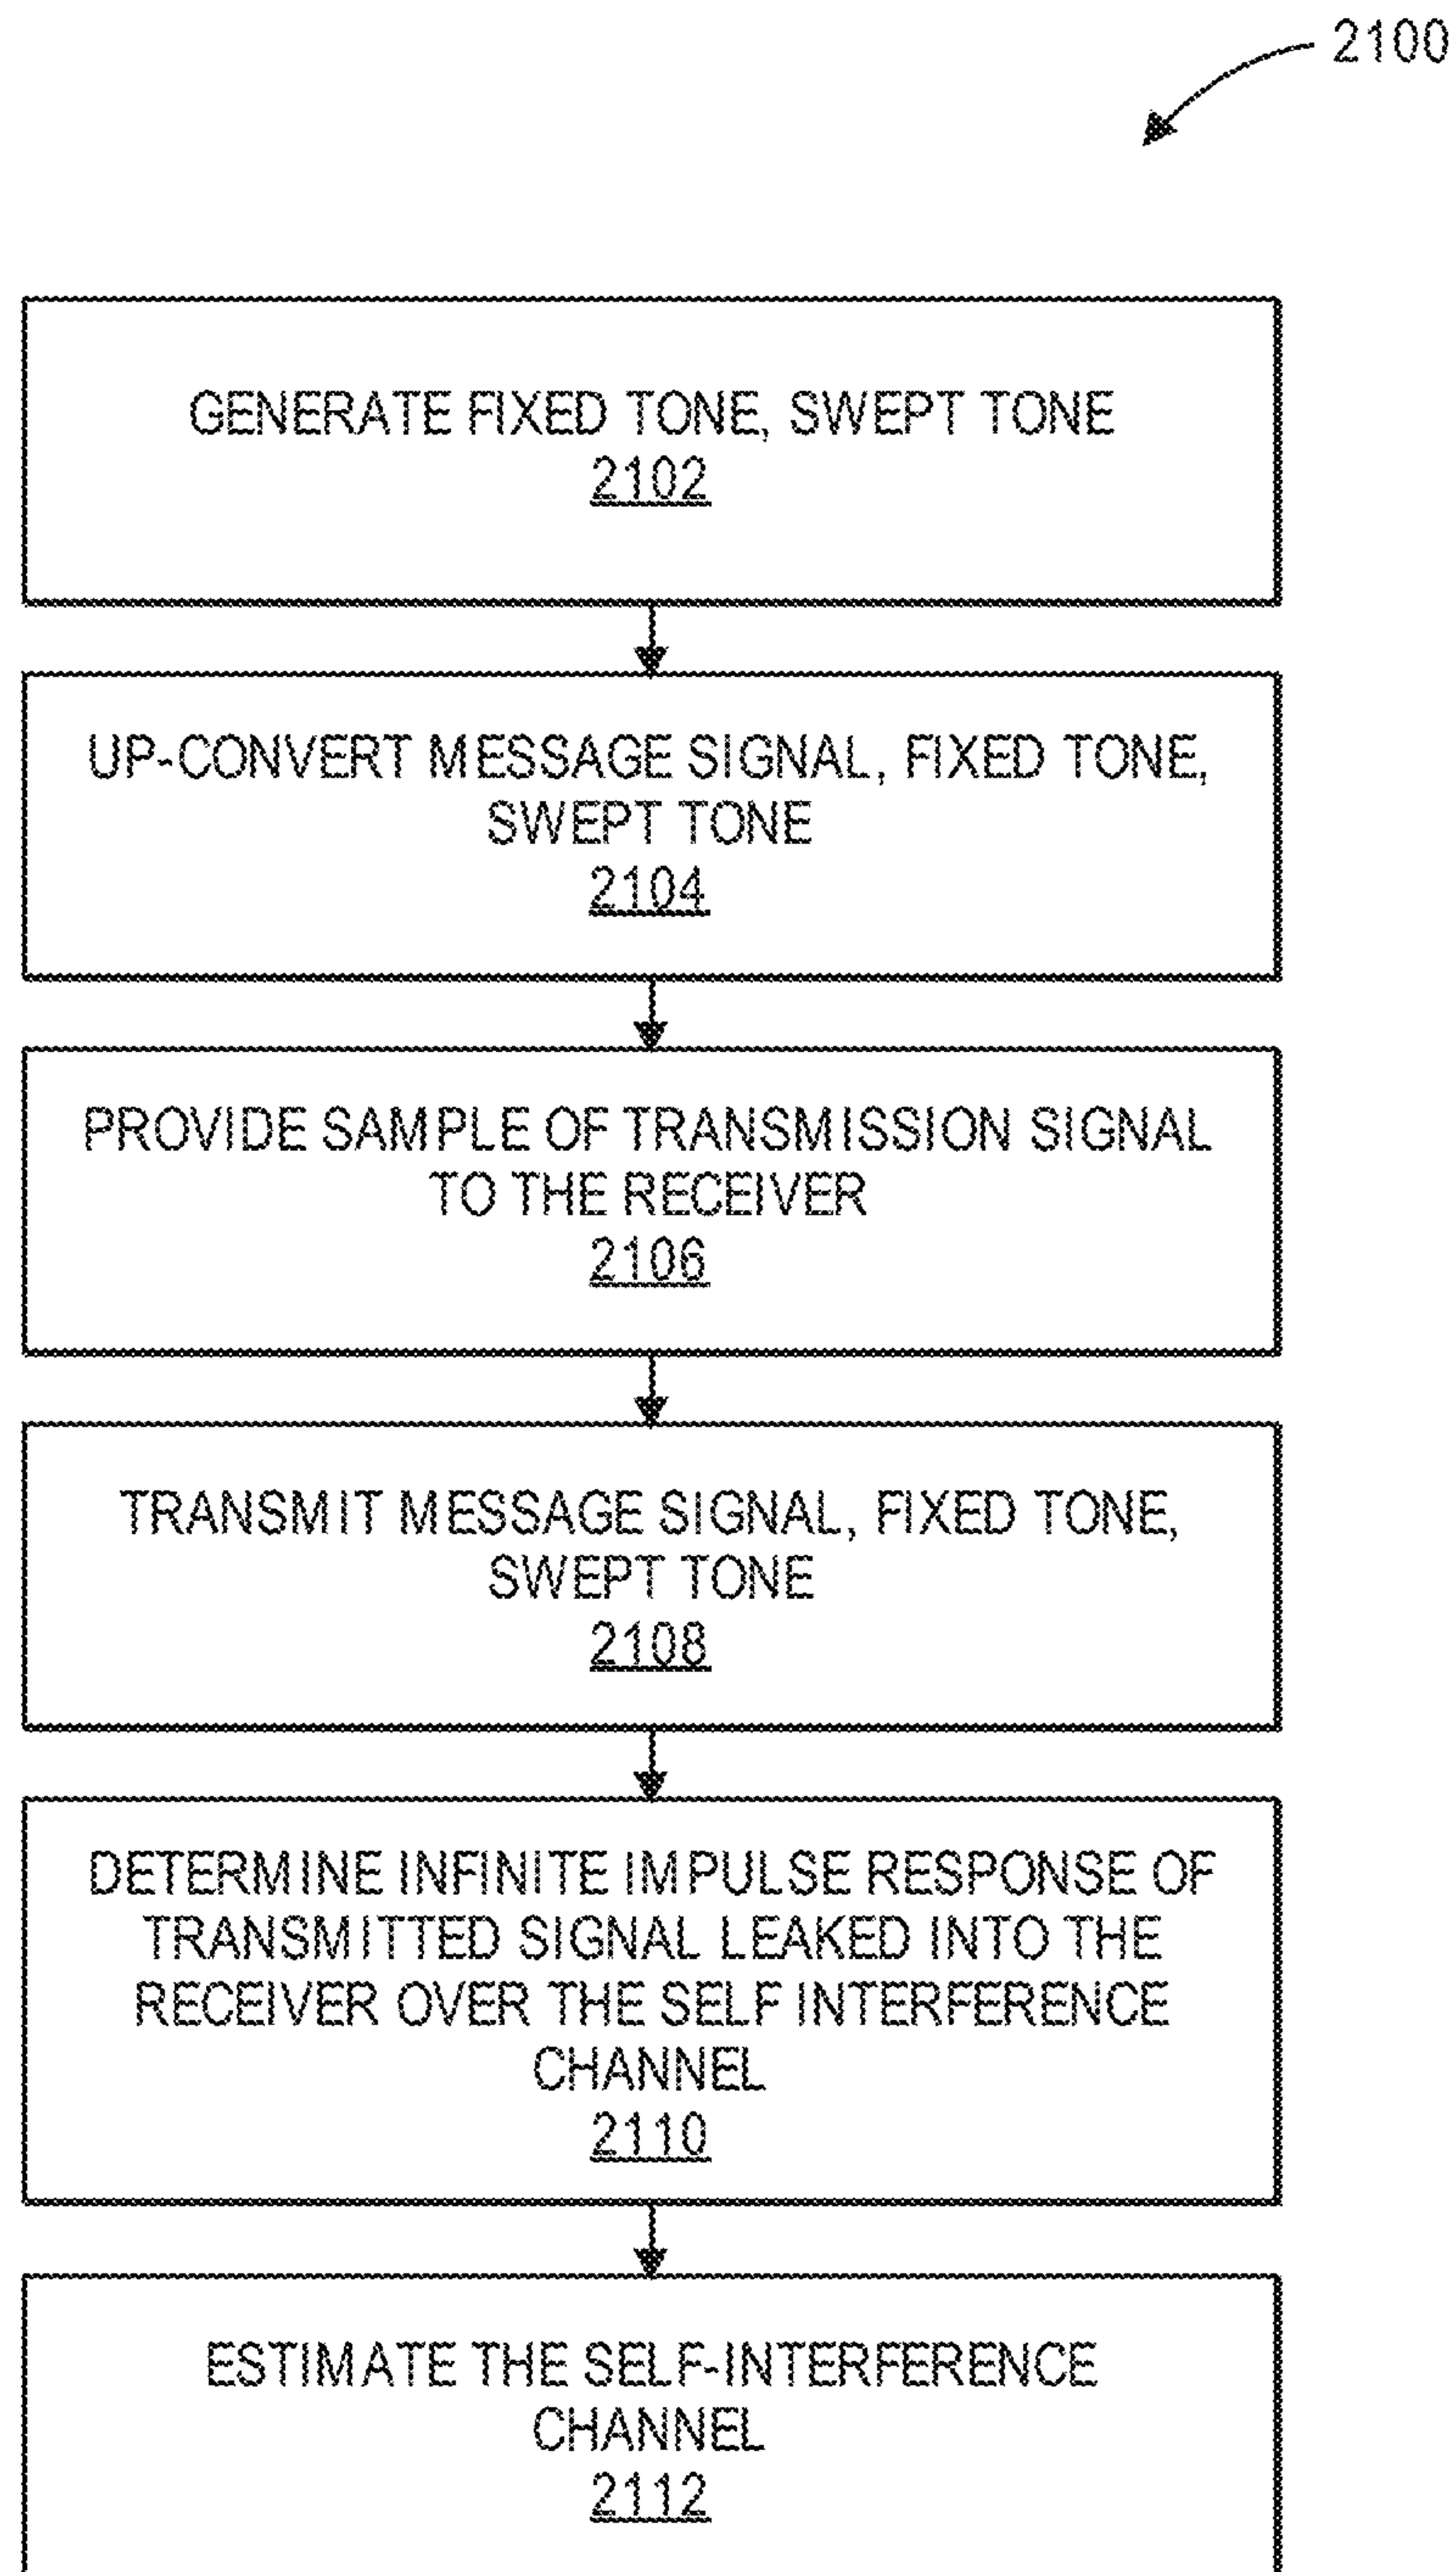 2100
GENERATE FIXED TONE, SWEPT TONE
2102
UP-CONVERT MESSAGE SIGNAL, FIXED TONE,
SWEPT TONE
2104
PROVIDE SAMPLE OF TRANSMISSION SIGNAL
TO THE RECEIVER
2106
TRANSMIT MESSAGE SIGNAL, FIXED TONE,
SWEPT TONE
2108
DETERMINE INFINITE IMPULSE RESPONSE OF
TRANSMITTED SIGNAL LEAKED INTO THE
RECEIVER OVER THE SELF INTERFERENCE
CHANNEL
2110
ESTIMATE THE SELF-INTERFERENCE
CHANNEL
2112